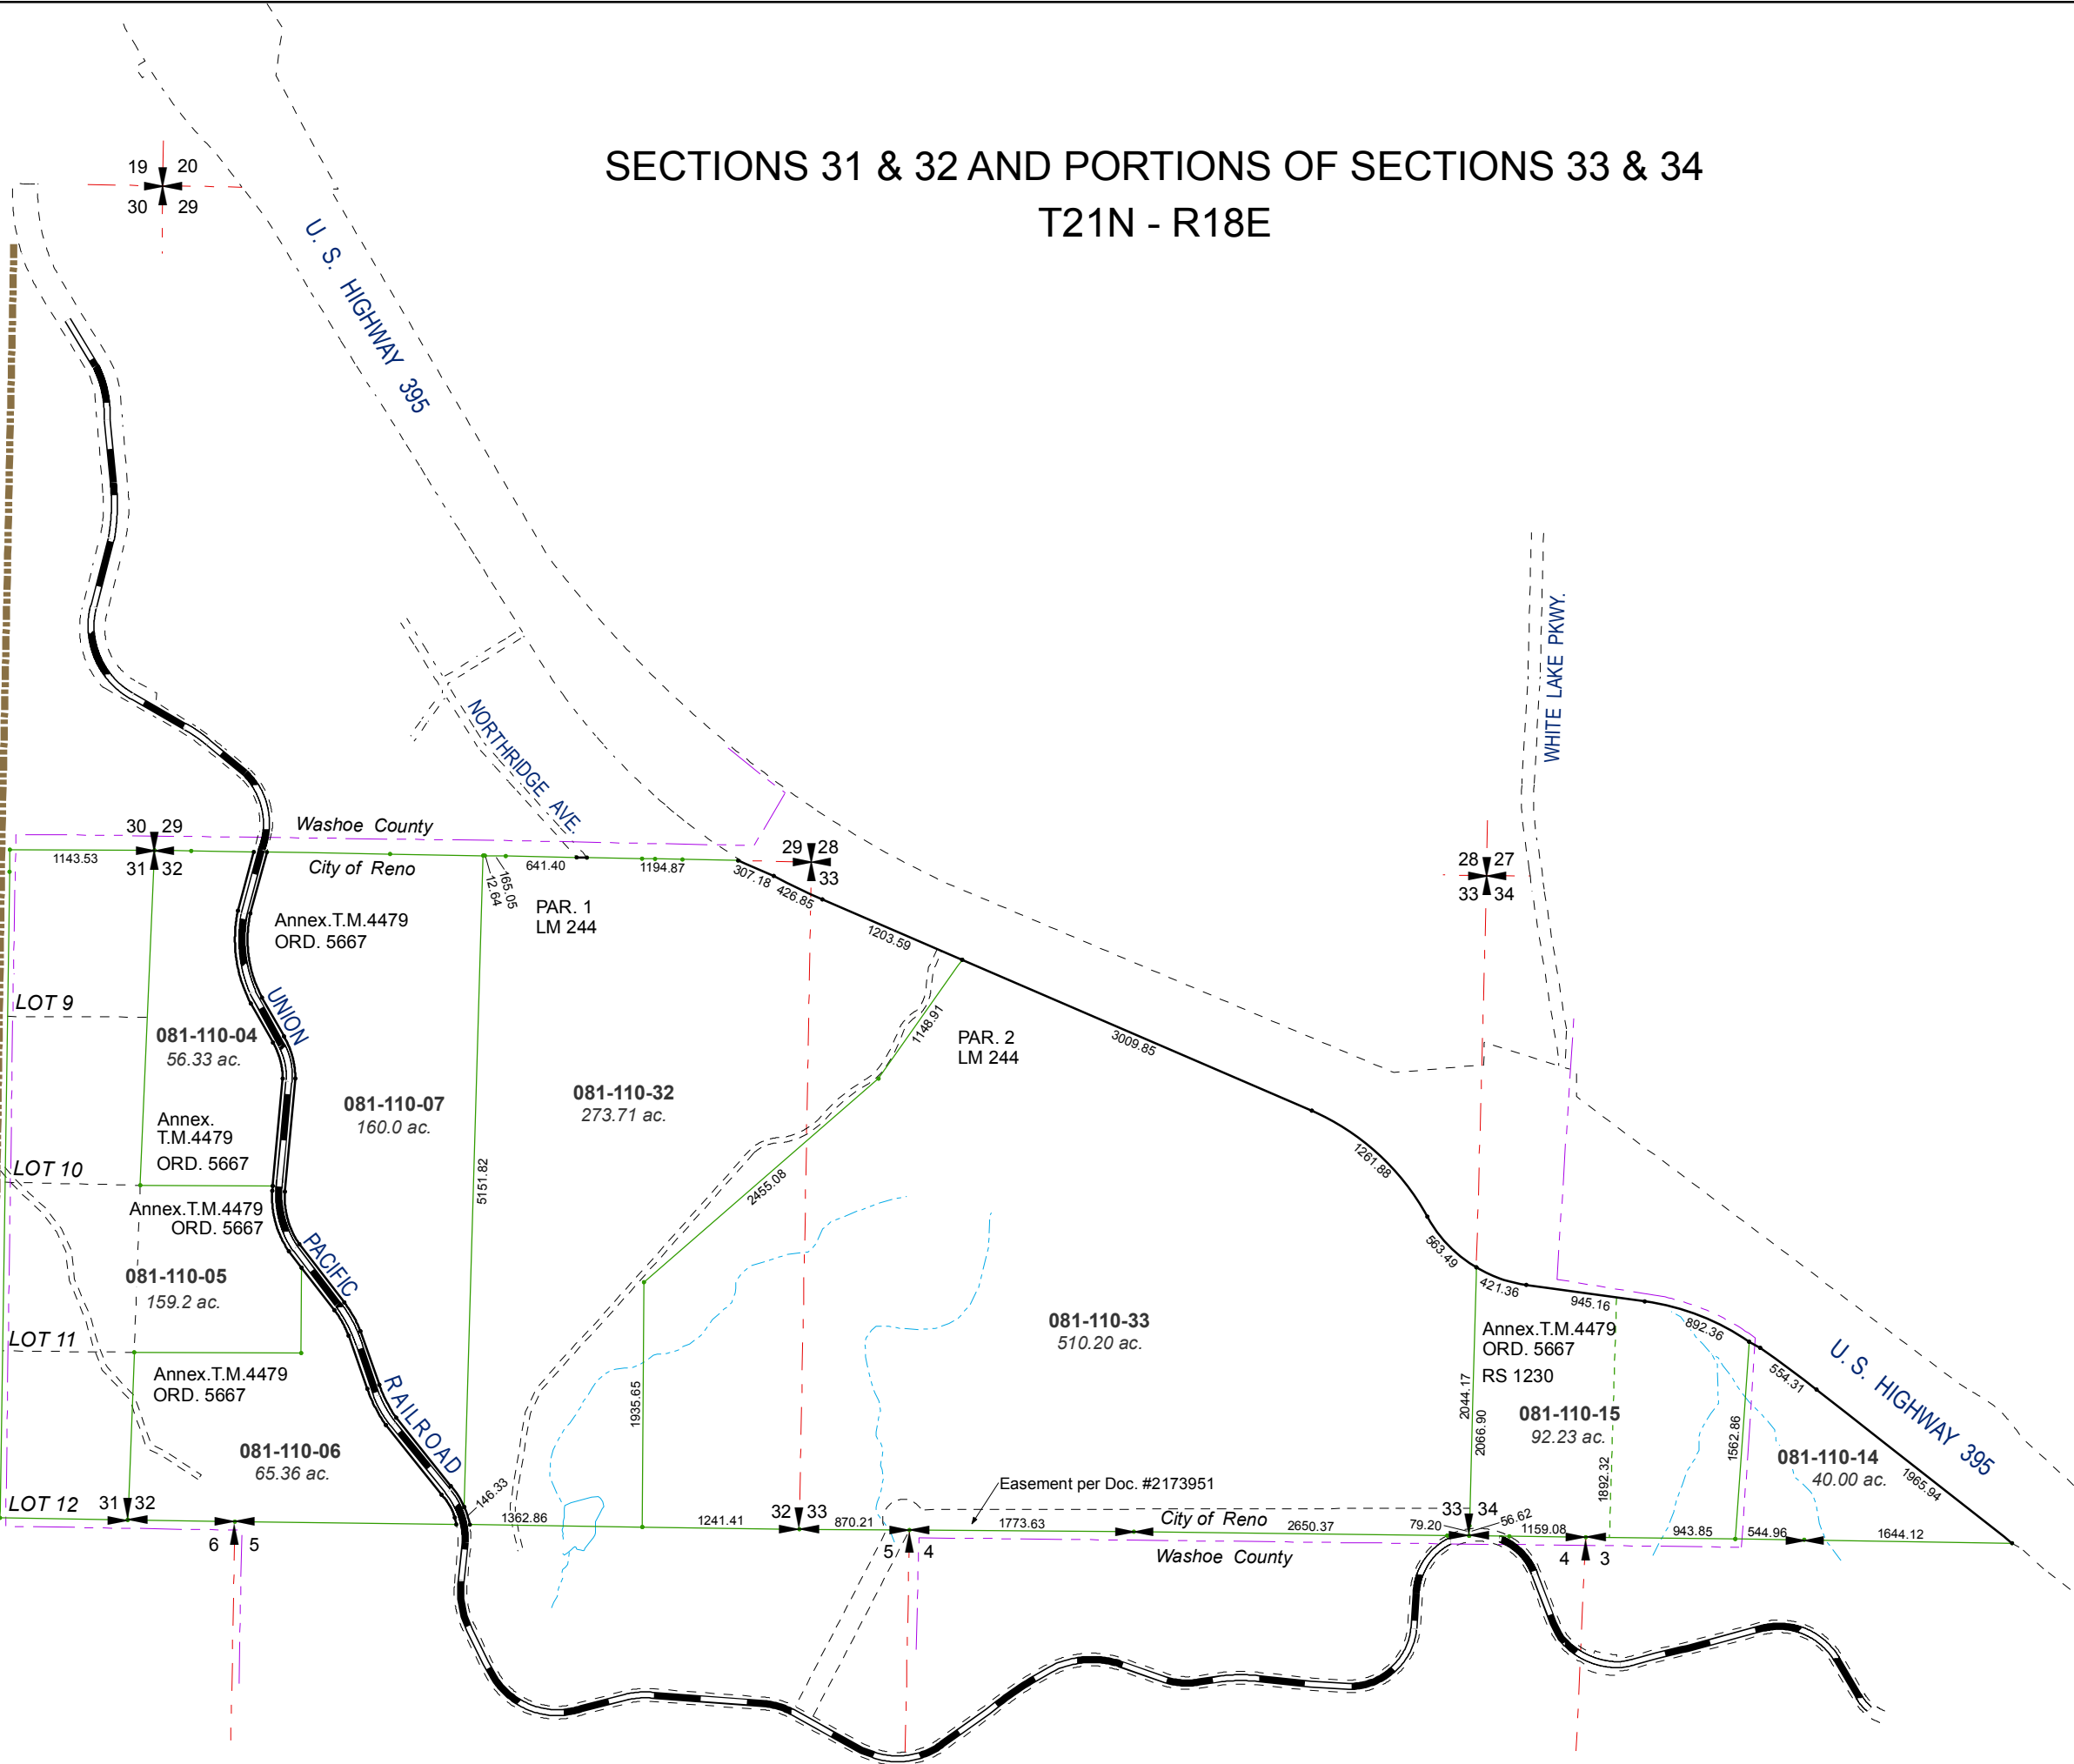 SECTIONS 31 & 32 AND PORTIONS OF SECTIONS 33 & 34
T21N - R18E
19 20
30 29
U. S. HIGHWAY 395
WHITE LAKE PKWY.
NORTHRIDGE AVE.
30 29
31 32
Washoe County
City of Reno
1143.53
12.64
165.05
641.40
1194.87
29 28
33
307.18
426.85
1203.59
28 27
33 34
Annex.T.M.4479
ORD. 5667
PAR. 1
LM 244
LOT 9
081-110-04
56.33 ac.
UNION
1148.91
PAR. 2
LM 244
3009.85
081-110-07
160.0 ac.
081-110-32
273.71 ac.
Annex.
T.M.4479
ORD. 5667
LOT 10
5151.82
2455.08
1261.88
Annex.T.M.4479
ORD. 5667
PACIFIC
563.49
421.36
945.16
892.36
081-110-05
159.2 ac.
081-110-33
510.20 ac.
LOT 11
Annex.T.M.4479
ORD. 5667
RS 1230
554.31
U. S. HIGHWAY 395
Annex.T.M.4479
ORD. 5667
RAILROAD
1935.65
2044.17
2066.90
081-110-15
92.23 ac.
1892.32
1562.86
081-110-14
40.00 ac.
1965.94
081-110-06
65.36 ac.
146.33
Easement per Doc. #2173951
LOT 12
31 32
1362.86
1241.41
32 33
870.21
1773.63
City of Reno
2650.37
79.20
33 34
56.62
1159.08
943.85
544.96
1644.12
6 5
5 4
Washoe County
4 3